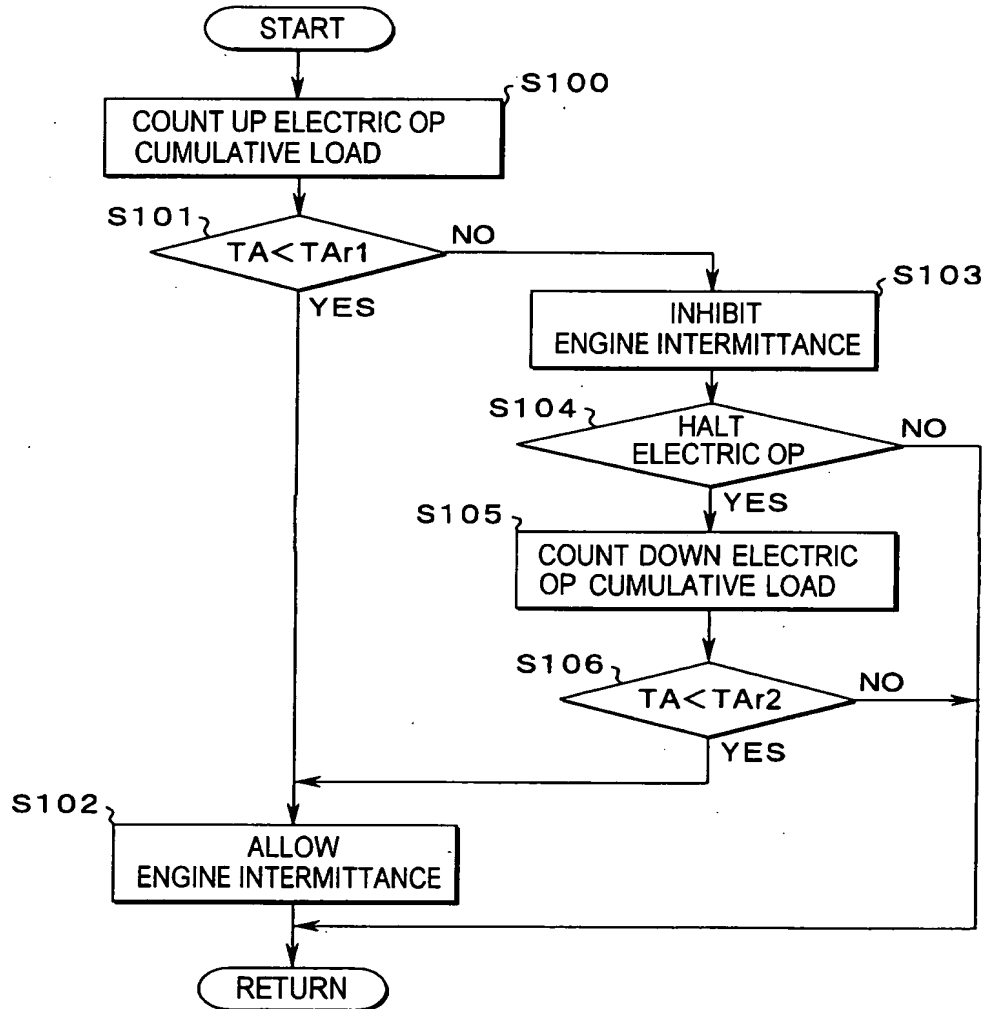 START
S100
COUNT UP ELECTRIC OP
CUMULATIVE LOAD
S101
TA<TAr1
NO
YES
S103
INHIBIT
ENGINE INTERMITTANCE
S104
HALT
ELECTRIC OP
NO
YES
S105
COUNT DOWN ELECTRIC
OP CUMULATIVE LOAD
S106
TA<TAr2
NO
YES
S102
ALLOW
ENGINE INTERMITTANCE
RETURN